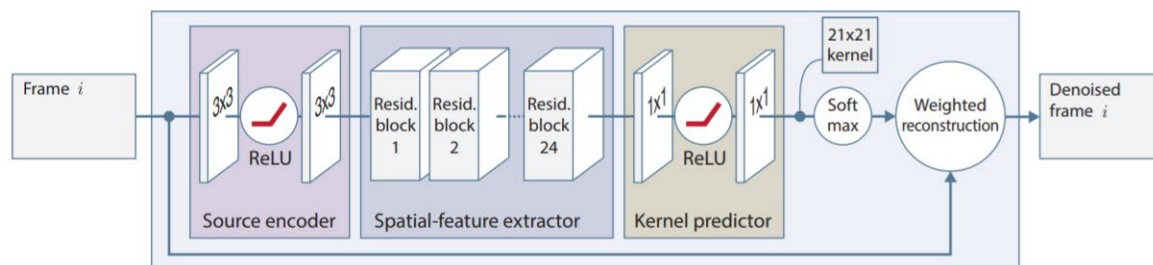 Frame i
3x3
ReLU
3x3
Source encoder
Resid.
block
1
Resid.
block
2
Resid.
block
24
Spatial-feature extractor
1x1
ReLU
1x1
Kernel predictor
21x21
kernel
Soft
max
Weighted
reconstruction
Denoised
frame i